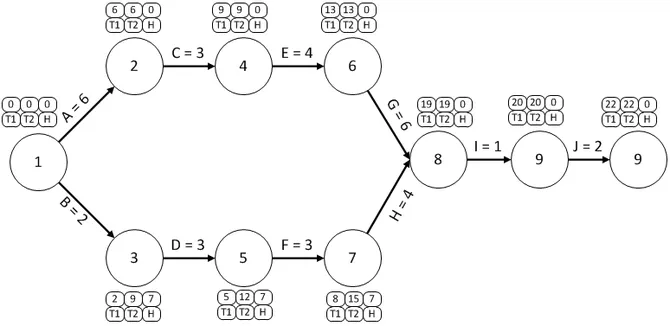 6 6 0
T1 T2 H
9 9 0
T1 T2 H
13 13 0
T1 T2 H
2
C = 3
4
E = 4
6
0 0 0
T1 T2 H
A = 6
G = 6
19 19 0
T1 T2 H
20 20 0
T1 T2 H
22 22 0
T1 T2 H
1
8
I = 1
9
J = 2
9
B = 2
H = 4
3
D = 3
5
F = 3
7
2 9 7
T1 T2 H
5 12 7
T1 T2 H
8 15 7
T1 T2 H